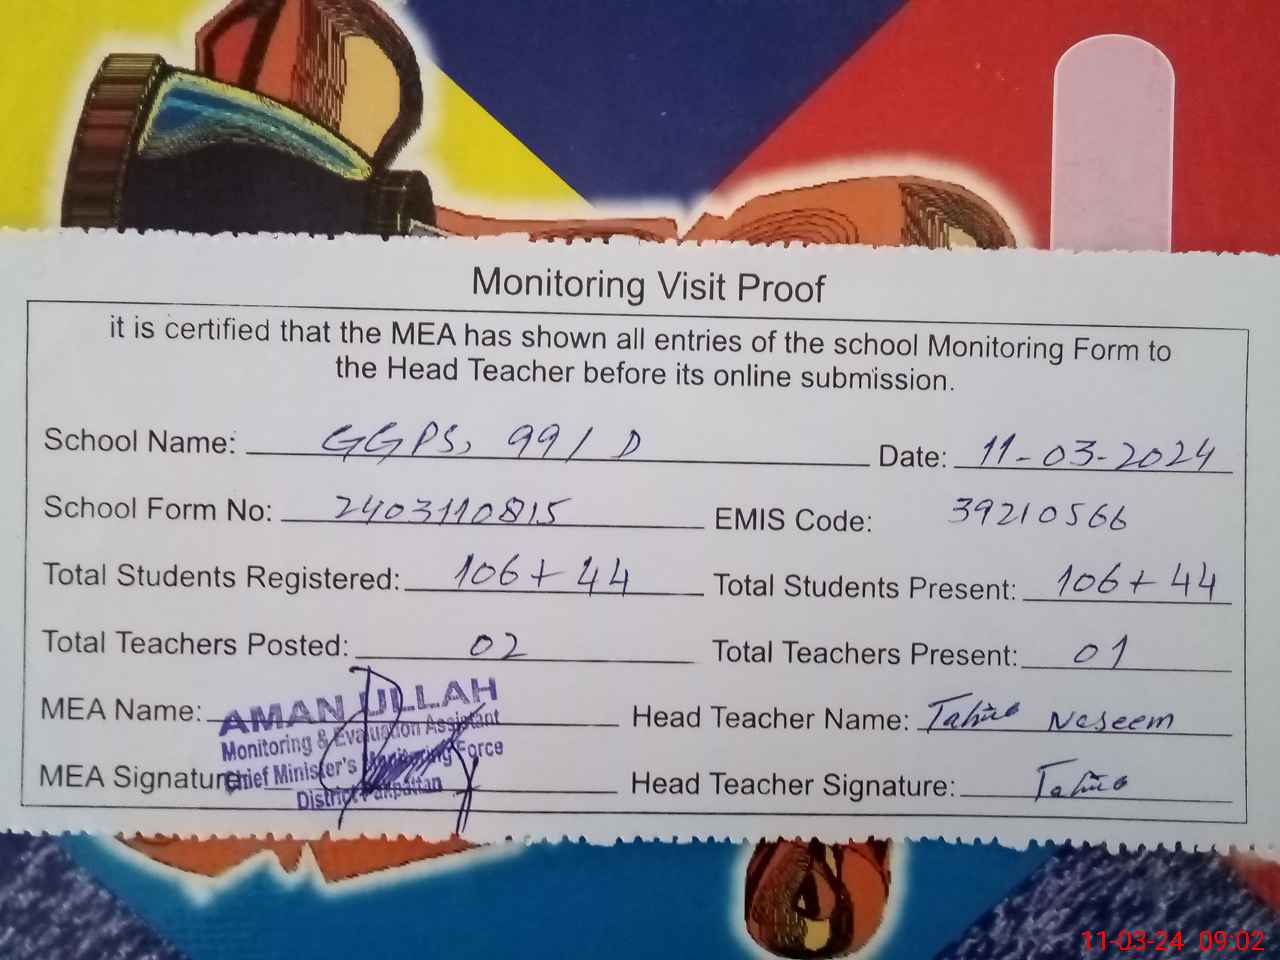 Monitoring Visit Proof
it is certified that the MEA has shown all entries of the school Monitoring Form to
the Head Teacher before its online submission.
School Name: GGPS, 99/D Date: 11-03-2024
School Form No: 2403110815 EMIS Code: 39210566
Total Students Registered: 106+44 Total Students Present: 106+44
Total Teachers Posted: 02 Total Teachers Present: 01
MEA Name: AMAN ULLAH Head Teacher Name: Tahira Naseem
Monitoring & Evaluation Assistant
MEA Signature: Chief Minister's Monitoring Force Head Teacher Signature: Tahira
District Pakpattan
11-03-24 09:02